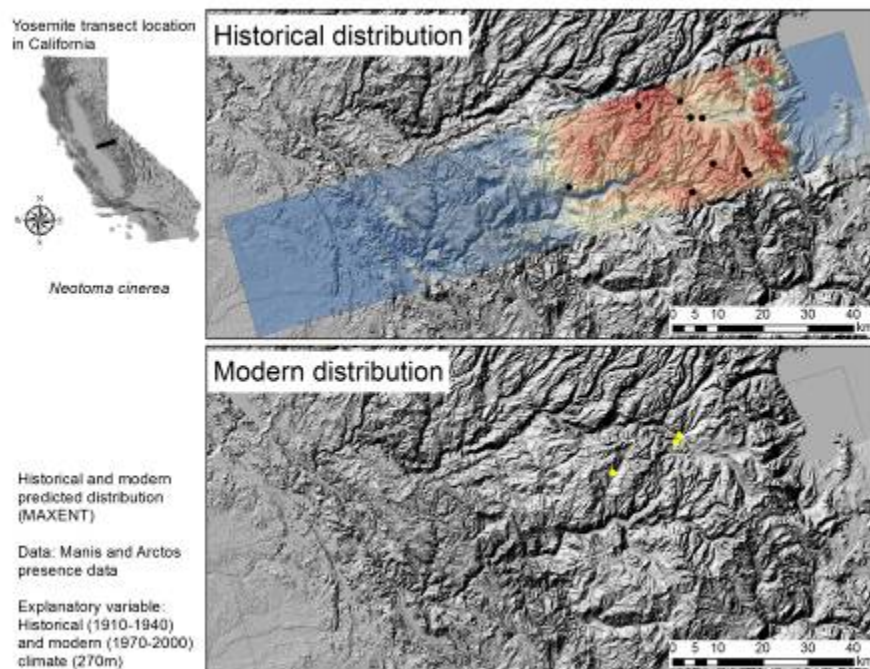 Yosemite transect location
in California
Neotoma cinerea
Historical and modern
predicted distribution
(MAXENT)
Data: Manis and Arctos
presence data
Explanatory variable:
Historical (1910-1940)
and modern (1970-2000)
climate (270m)
Historical distribution
0 5 10 20 30 40
km
Modern distribution
0 5 10 20 30 40
km